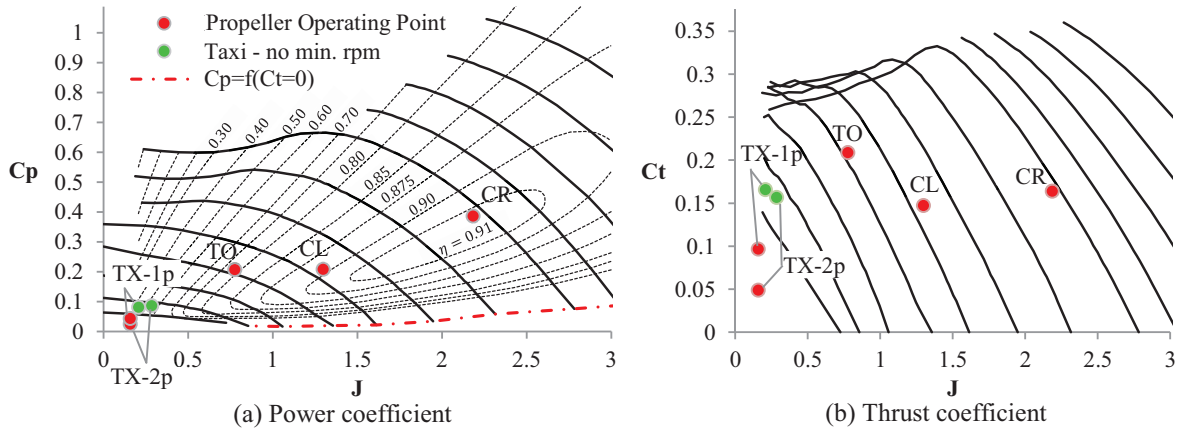 Propeller Operating Point
Taxi - no min. rpm
Cp=f(Ct=0)
1
0.9
0.8
0.7
0.6
0.5
0.4
0.3
0.2
0.1
0
Cp
0.30
0.40
0.50
0.60
0.70
0.80
0.85
0.875
0.90
η = 0.91
CR
TO
CL
TX-1p
TX-2p
0 0.5 1 1.5 2 2.5 3
J
(a) Power coefficient
0.35
0.3
0.25
0.2
0.15
0.1
0.05
0
Ct
TO
TX-1p
CL
CR
TX-2p
0 0.5 1 1.5 2 2.5 3
J
(b) Thrust coefficient